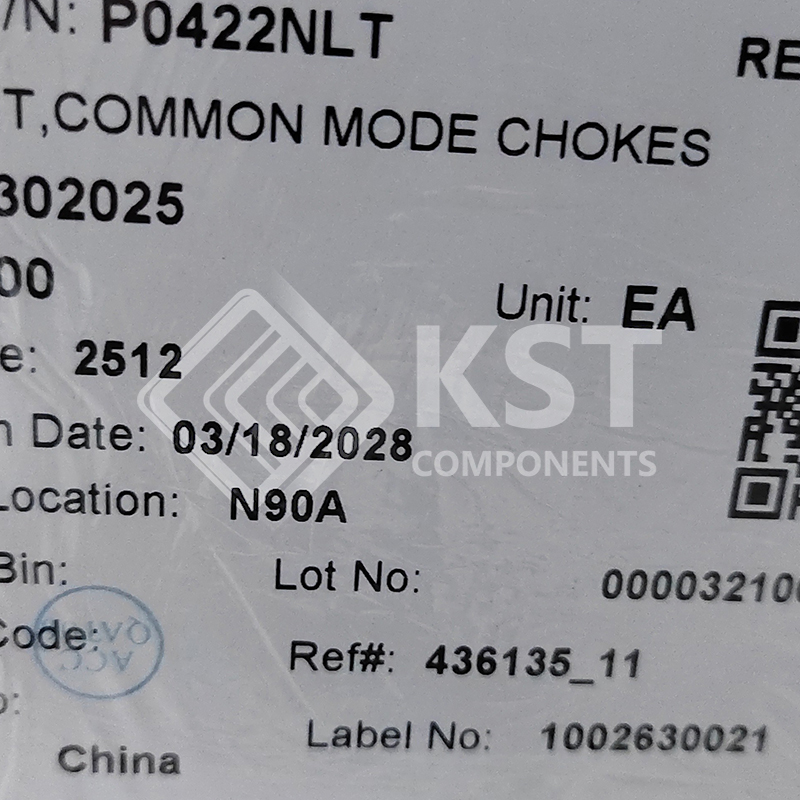 /N: P0422NLT
RE
T,COMMON MODE CHOKES
302025
00
Unit: EA
e: 2512
n Date: 03/18/2028
Location: N90A
Bin:
Lot No: 000032100
Code:
Ref#: 436135_11
o:
Label No: 1002630021
China
KST
COMPONENTS